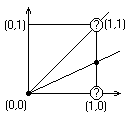 (0,1) ? (1,1)
?
(0,0) (1,0)